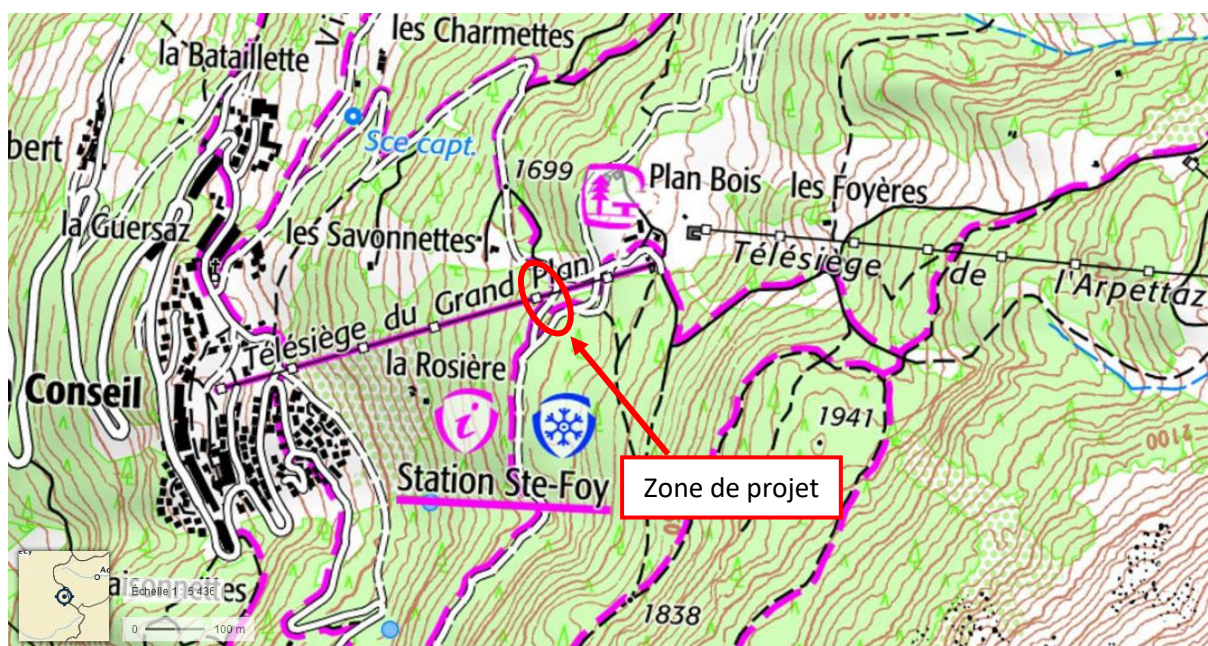 les Charmettes
la Bataillette
Sce capt.
bert
1699
Plan Bois
les Foyères
la Guersaz
les Savonnettes
Télésiège du Grand Plan
Télésiège de l'Arpettaz
la Rosière
Conseil
1941
2100
i
Zone de projet
Station Ste-Foy
Échelle 1 : 5 436
0 100 m
aisonnettes
1838